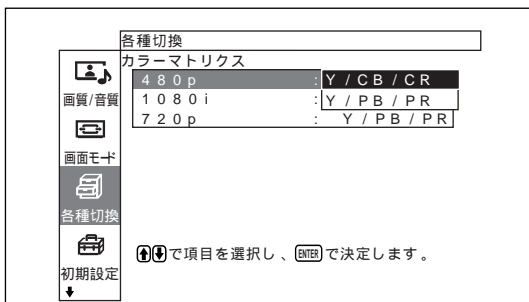 各種切換
カラーマトリクス
480p : Y/CB/CR
1080i : Y/PB/PR
720p : Y/PB/PR
画質/音質
画面モード
各種切換
初期設定
で項目を選択し、ENTERで決定します。